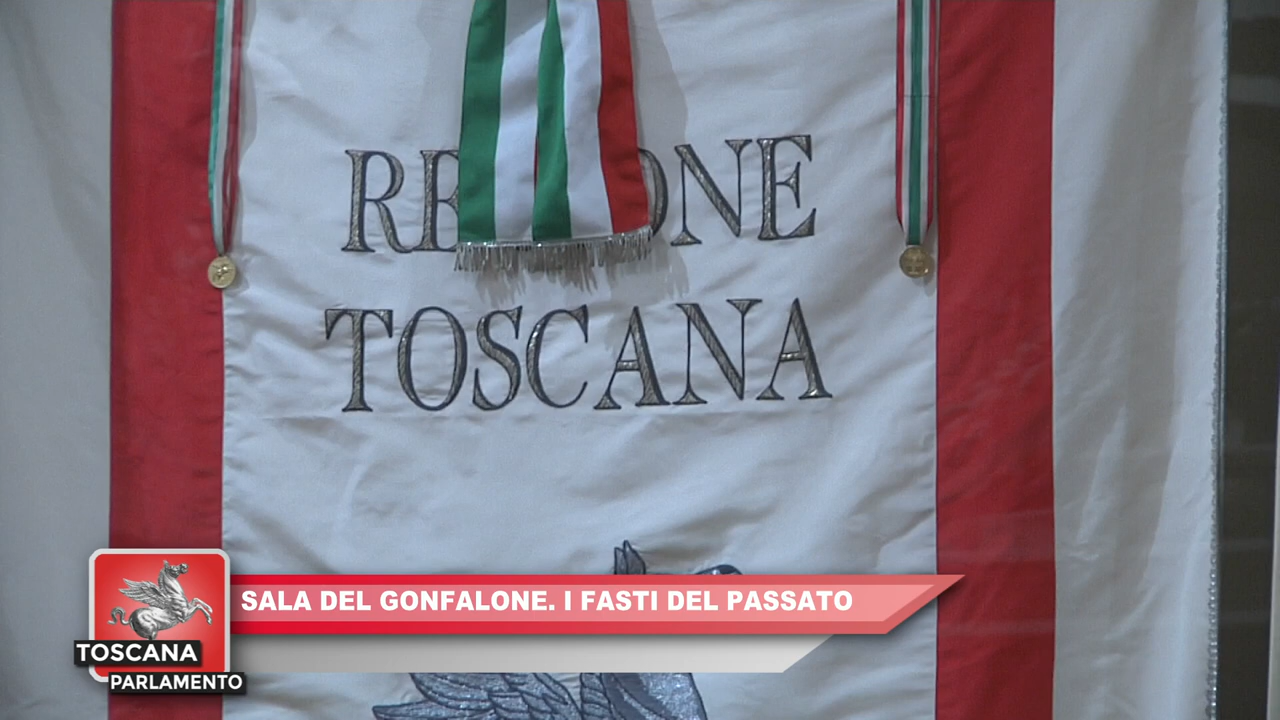 RE ONE
TOSCANA
SALA DEL GONFALONE. I FASTI DEL PASSATO
TOSCANA
PARLAMENTO